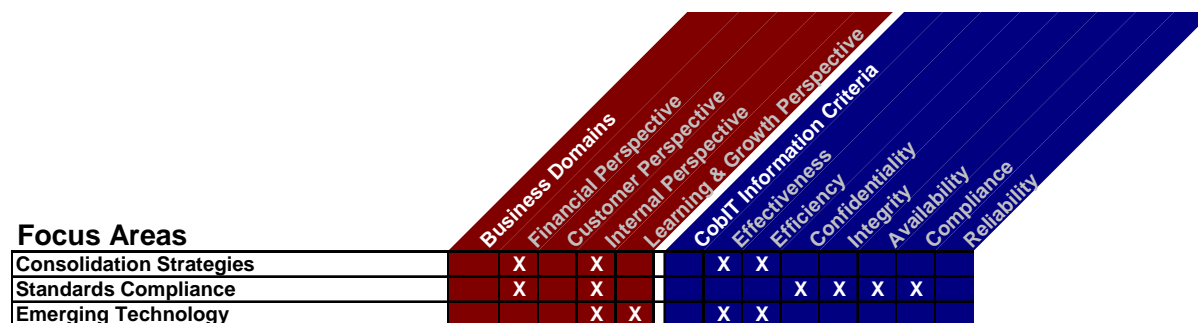 Business Domains
Financial Perspective
Customer Perspective
Internal Perspective
Learning & Growth Perspective
CobIT Information Criteria
Effectiveness
Efficiency
Confidentiality
Integrity
Availability
Compliance
Reliability
Focus Areas
Consolidation Strategies X X X X
Standards Compliance X X X X X X
Emerging Technology X X X X